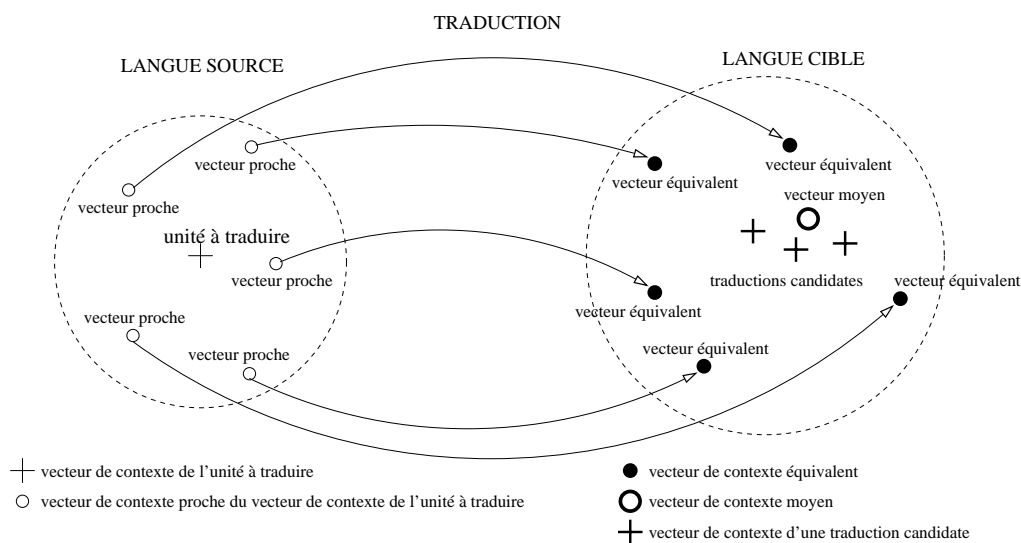 TRADUCTION
LANGUE SOURCE
LANGUE CIBLE
vecteur proche
vecteur proche
unité à traduire
vecteur proche
vecteur proche
vecteur proche
vecteur équivalent
vecteur équivalent
vecteur moyen
traductions candidates
vecteur équivalent
vecteur équivalent
vecteur équivalent
vecteur de contexte de l'unité à traduire
vecteur de contexte proche du vecteur de contexte de l'unité à traduire
vecteur de contexte équivalent
vecteur de contexte moyen
vecteur de contexte d'une traduction candidate